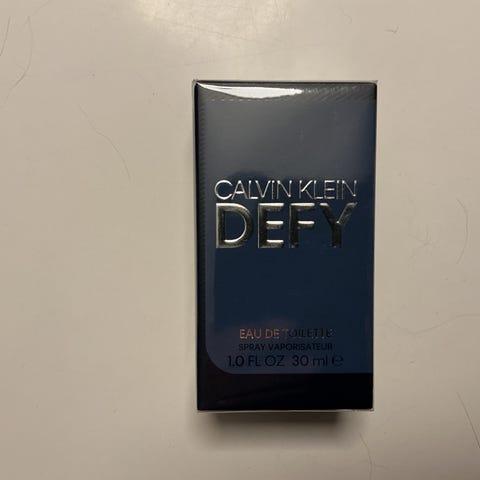 CALVIN KLEIN
DEFY
EAU DE TOILETTE
SPRAY VAPORISATEUR
1.0 FL OZ 30 ml ℮